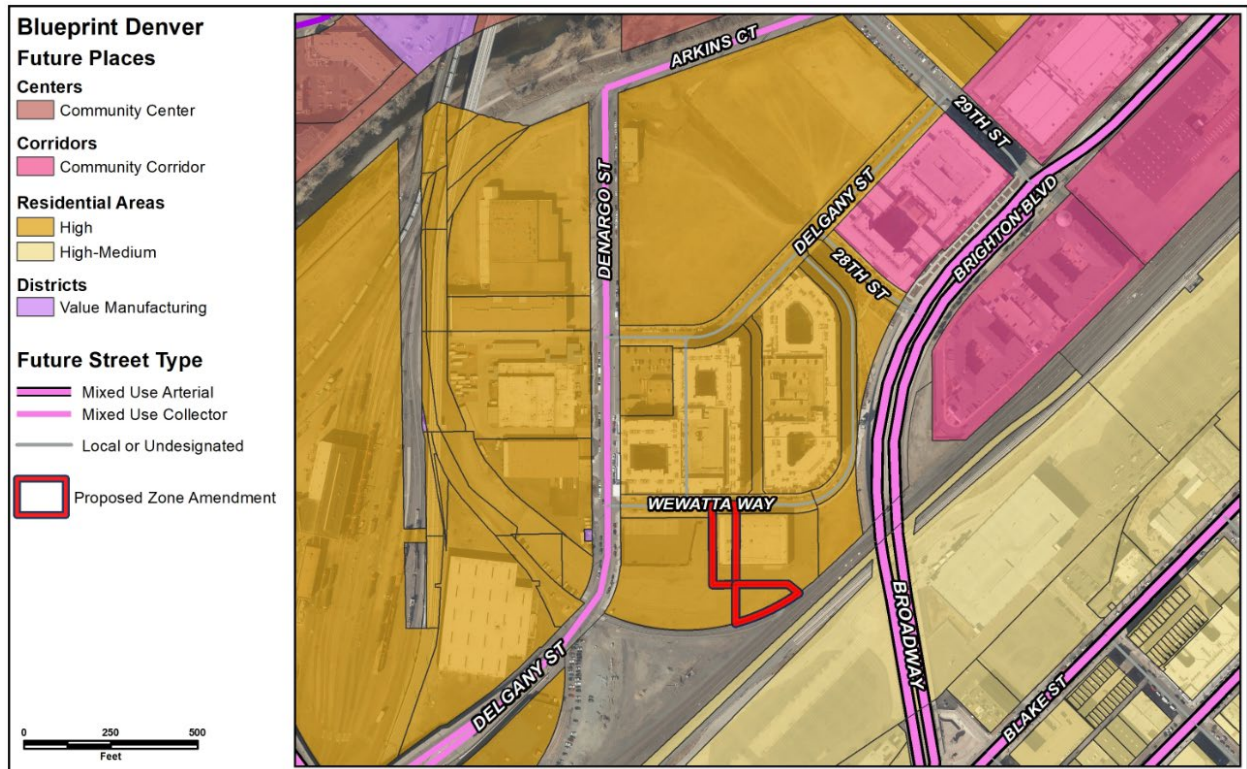 Blueprint Denver
Future Places
Centers
Community Center
Corridors
Community Corridor
Residential Areas
High
High-Medium
Districts
Value Manufacturing
Future Street Type
Mixed Use Arterial
Mixed Use Collector
Local or Undesignated
Proposed Zone Amendment
0 250 500
Feet
ARKINS CT
29TH ST
DENARGO ST
DELGANY ST
BRIGHTON BLVD
28TH ST
WEWATTA WAY
BROADWAY
DELGANY ST
BLAKE ST